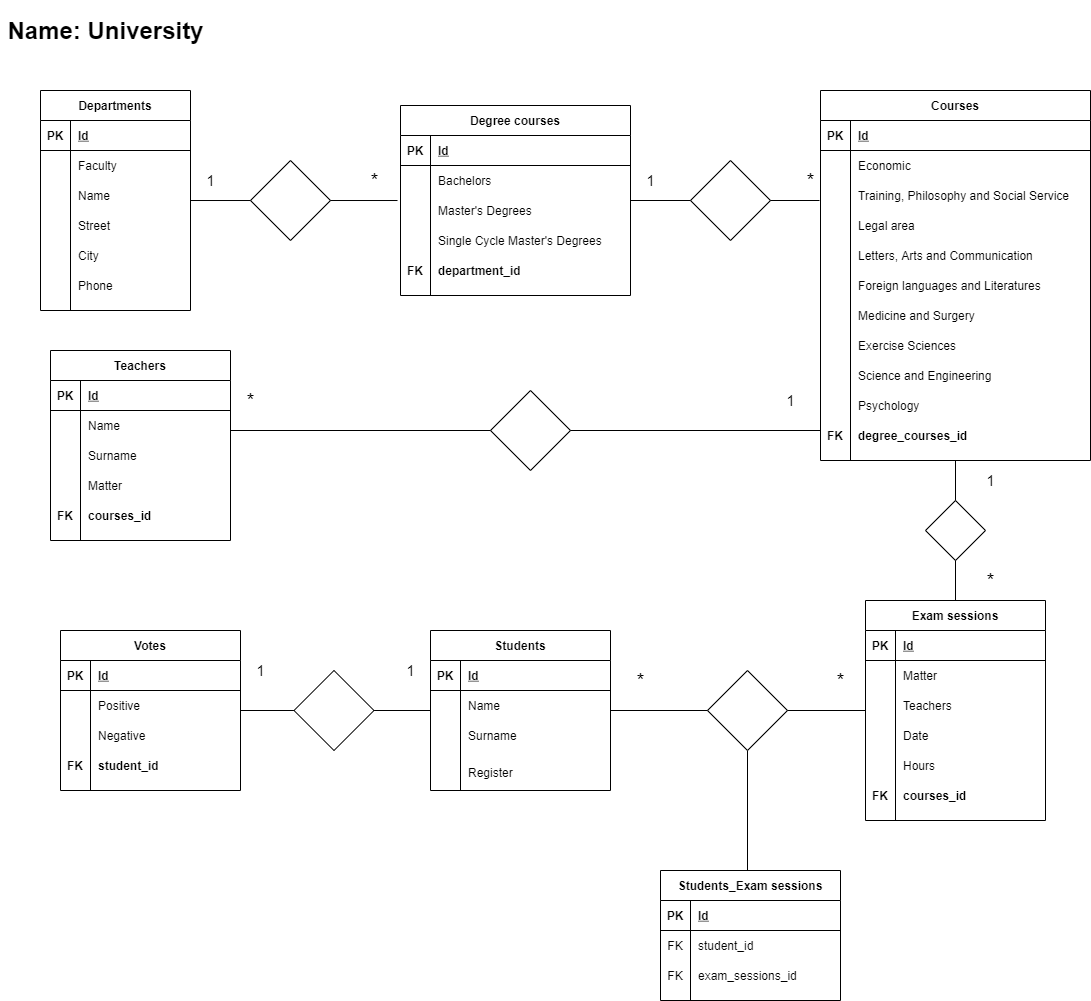 Name: University
Departments
PK Id
Faculty
Name
Street
City
Phone
1
*
Degree courses
PK Id
Bachelors
Master's Degrees
Single Cycle Master's Degrees
FK department_id
1
*
Courses
PK Id
Economic
Training, Philosophy and Social Service
Legal area
Letters, Arts and Communication
Foreign languages and Literatures
Medicine and Surgery
Exercise Sciences
Science and Engineering
Psychology
FK degree_courses_id
Teachers
PK Id
Name
Surname
Matter
FK courses_id
*
1
1
*
Votes
PK Id
Positive
Negative
FK student_id
1
1
Students
PK Id
Name
Surname
Register
*
*
Exam sessions
PK Id
Matter
Teachers
Date
Hours
FK courses_id
Students_Exam sessions
PK Id
FK student_id
FK exam_sessions_id